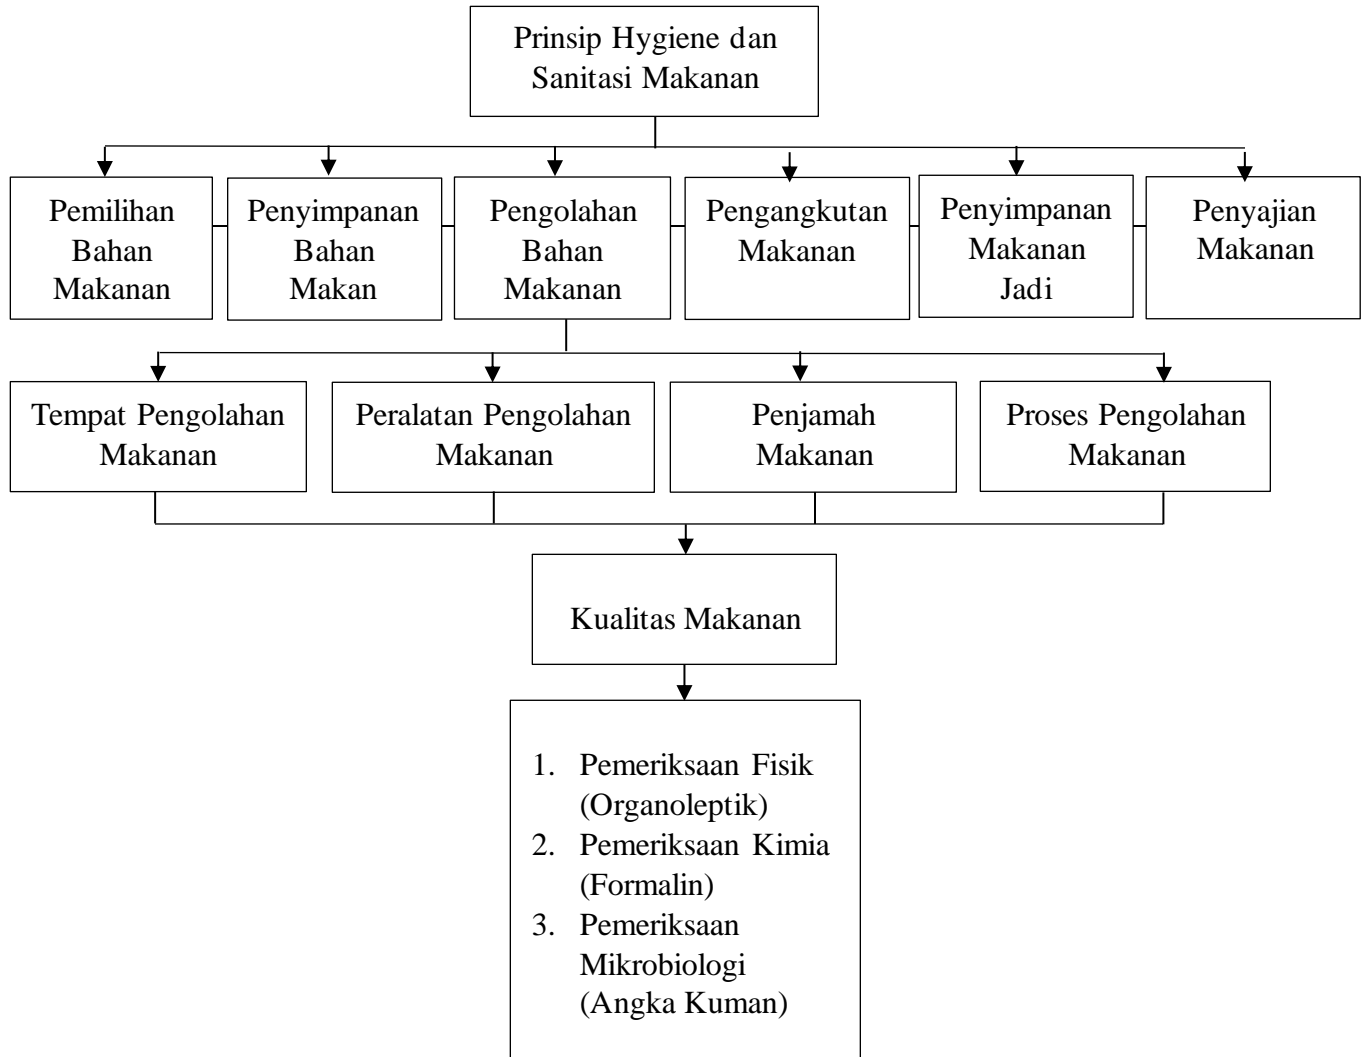 Prinsip Hygiene dan
Sanitasi Makanan
Pemilihan
Bahan
Makanan
Penyimpanan
Bahan
Makan
Pengolahan
Bahan
Makanan
Pengangkutan
Makanan
Penyimpanan
Makanan
Jadi
Penyajian
Makanan
Tempat Pengolahan
Makanan
Peralatan Pengolahan
Makanan
Penjamah
Makanan
Proses Pengolahan
Makanan
Kualitas Makanan
1. Pemeriksaan Fisik
(Organoleptik)
2. Pemeriksaan Kimia
(Formalin)
3. Pemeriksaan
Mikrobiologi
(Angka Kuman)